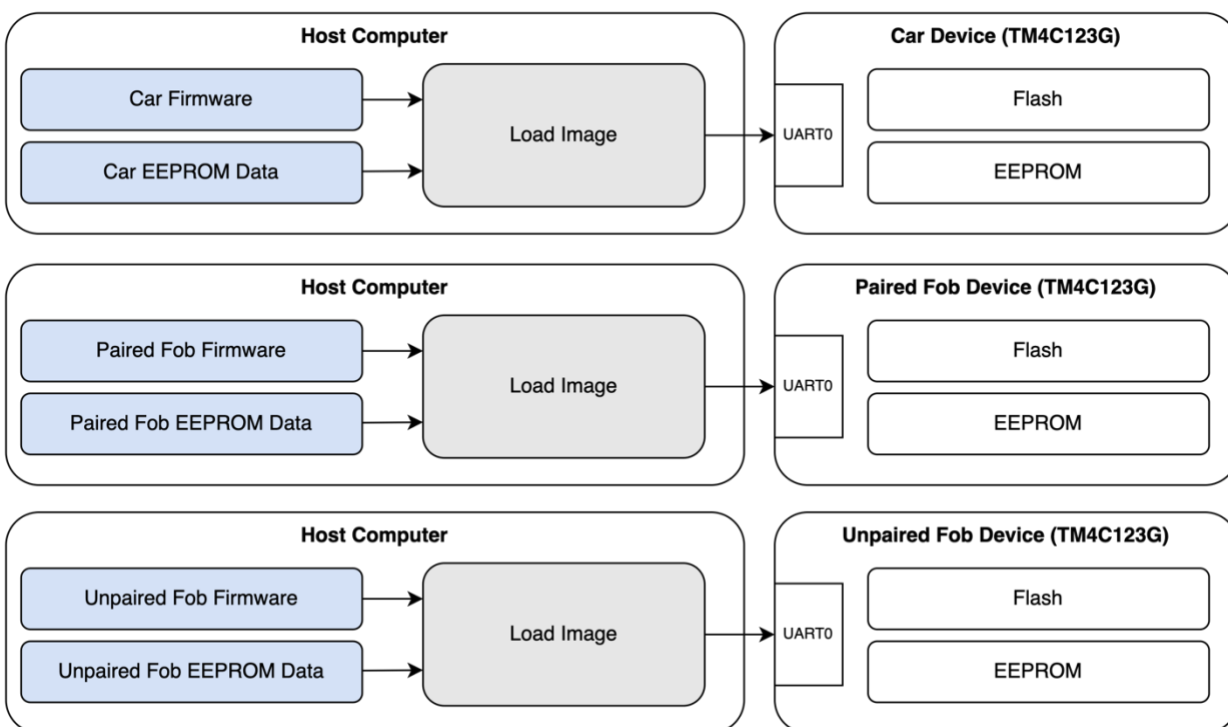 Host Computer
Car Firmware
Car EEPROM Data
Load Image
Car Device (TM4C123G)
UART0
Flash
EEPROM
Host Computer
Paired Fob Firmware
Paired Fob EEPROM Data
Load Image
Paired Fob Device (TM4C123G)
UART0
Flash
EEPROM
Host Computer
Unpaired Fob Firmware
Unpaired Fob EEPROM Data
Load Image
Unpaired Fob Device (TM4C123G)
UART0
Flash
EEPROM